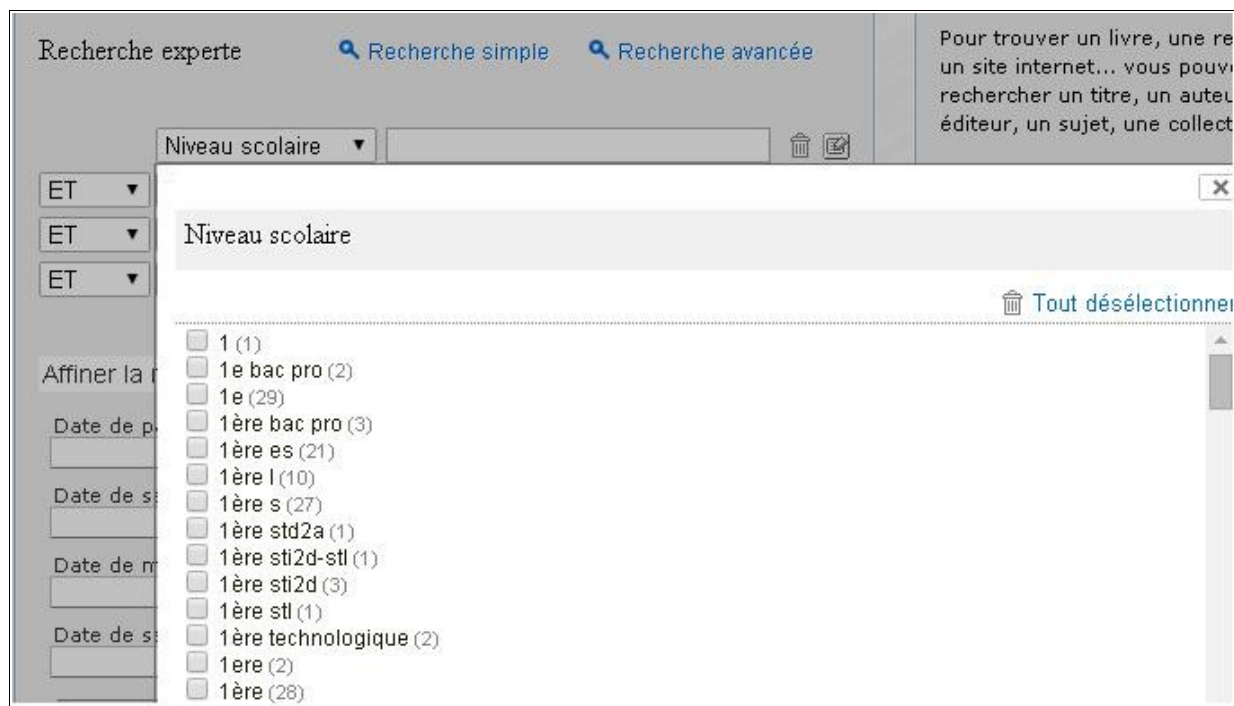 Recherche experte Recherche simple Recherche avancée
Pour trouver un livre, une re
un site internet... vous pouv
rechercher un titre, un auteu
éditeur, un sujet, une collect
Niveau scolaire
ET
ET
ET
Niveau scolaire
Tout désélectionner
1 (1)
1e bac pro (2)
1e (29)
1ère bac pro (3)
1ère es (21)
1ère l (10)
1ère s (27)
1ère std2a (1)
1ère sti2d-stl (1)
1ère sti2d (3)
1ère stl (1)
1ère technologique (2)
1ere (2)
1ère (28)
Affiner la r
Date de p
Date de s
Date de m
Date de s